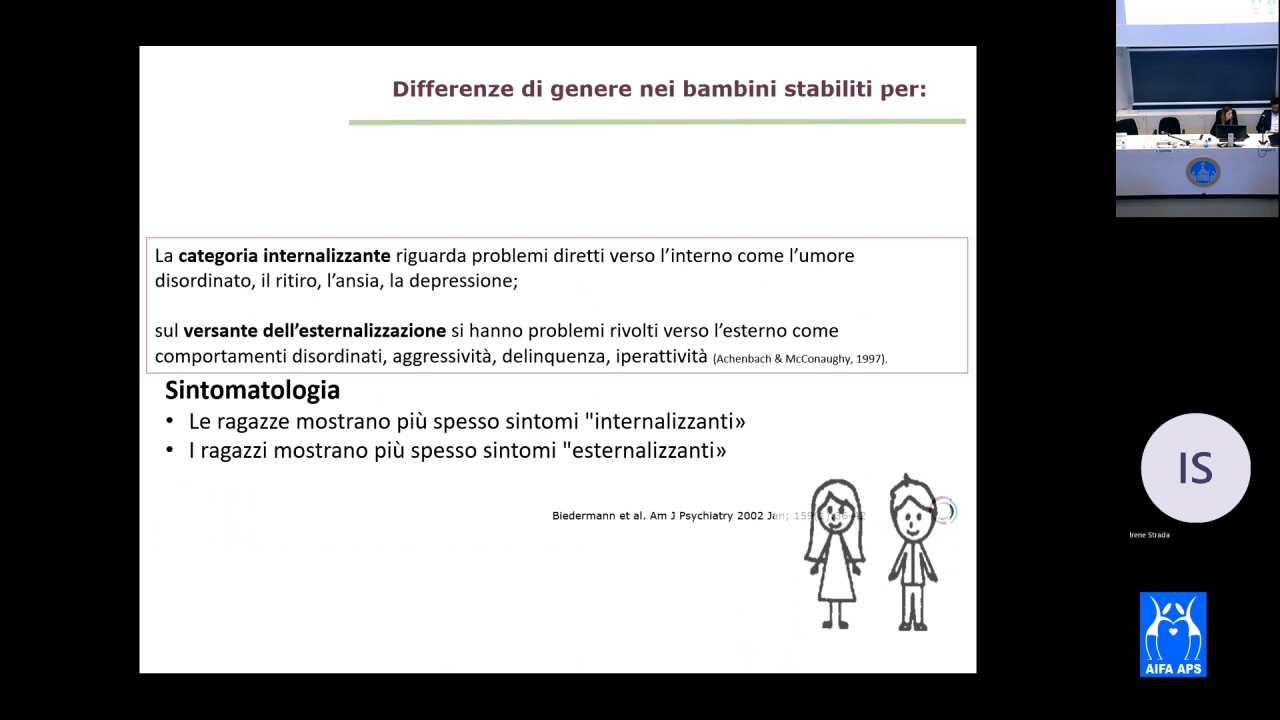 Differenze di genere nei bambini stabiliti per:
La categoria internalizzante riguarda problemi diretti verso l’interno come l’umore
disordinato, il ritiro, l’ansia, la depressione;
sul versante dell’esternalizzazione si hanno problemi rivolti verso l’esterno come
comportamenti disordinati, aggressività, delinquenza, iperattività (Achenbach & McConaughy, 1997).
Sintomatologia
• Le ragazze mostrano più spesso sintomi "internalizzanti»
• I ragazzi mostrano più spesso sintomi "esternalizzanti»
Biedermann et al. Am J Psychiatry 2002 Jan;
IS
Irene Strada
AIFA APS